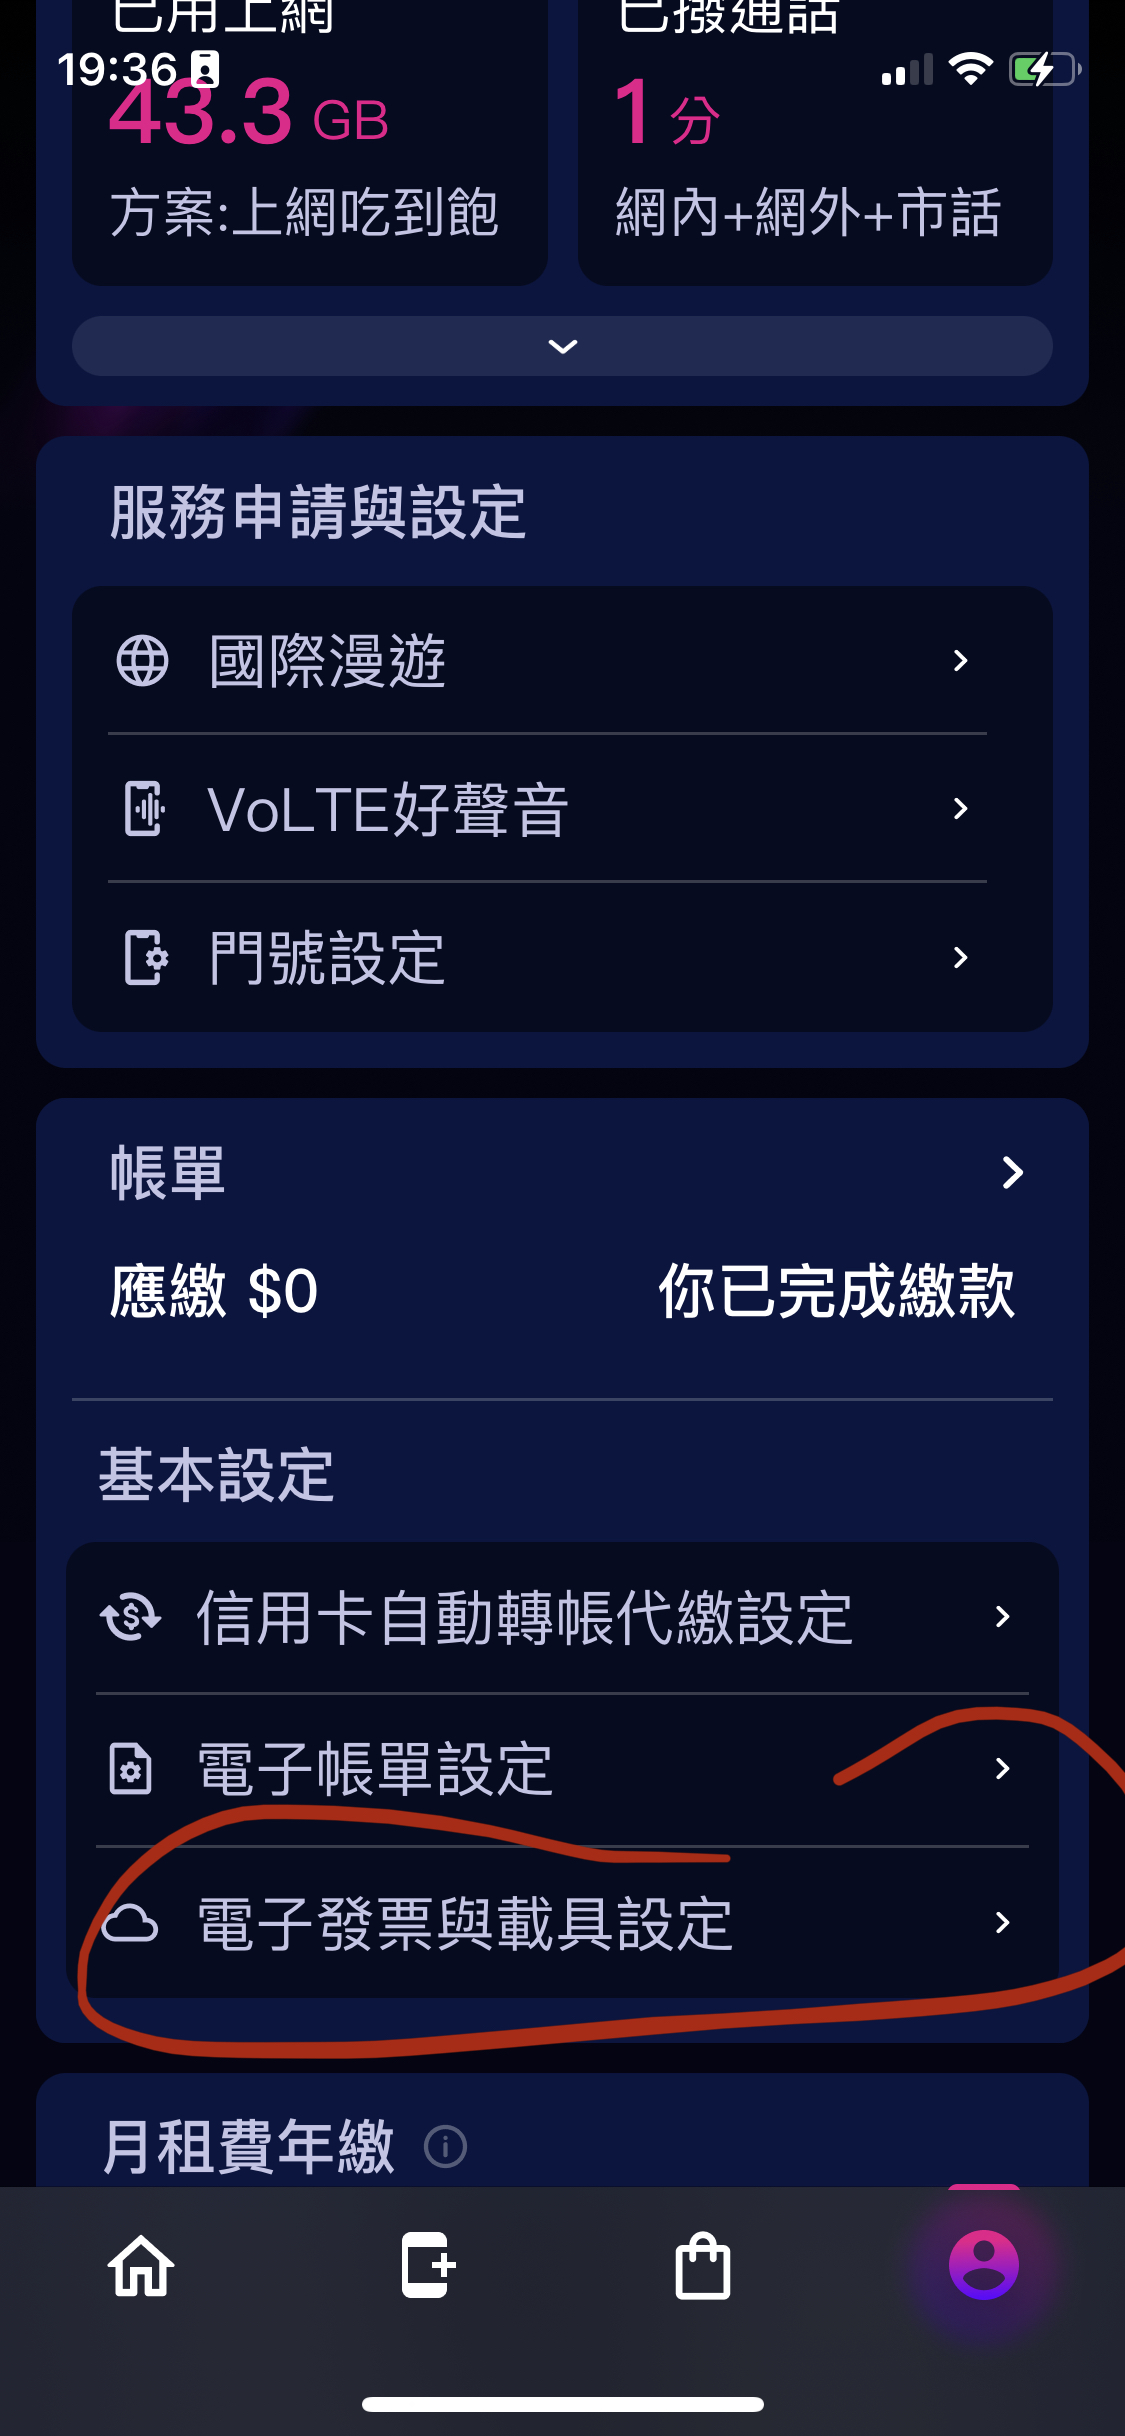 已用上網
已撥通話
19:36
43.3 GB
1 分
方案:上網吃到飽
網內+網外+市話
服務申請與設定
國際漫遊
VoLTE好聲音
門號設定
帳單
應繳 $0
你已完成繳款
基本設定
信用卡自動轉帳代繳設定
電子帳單設定
電子發票與載具設定
月租費年繳